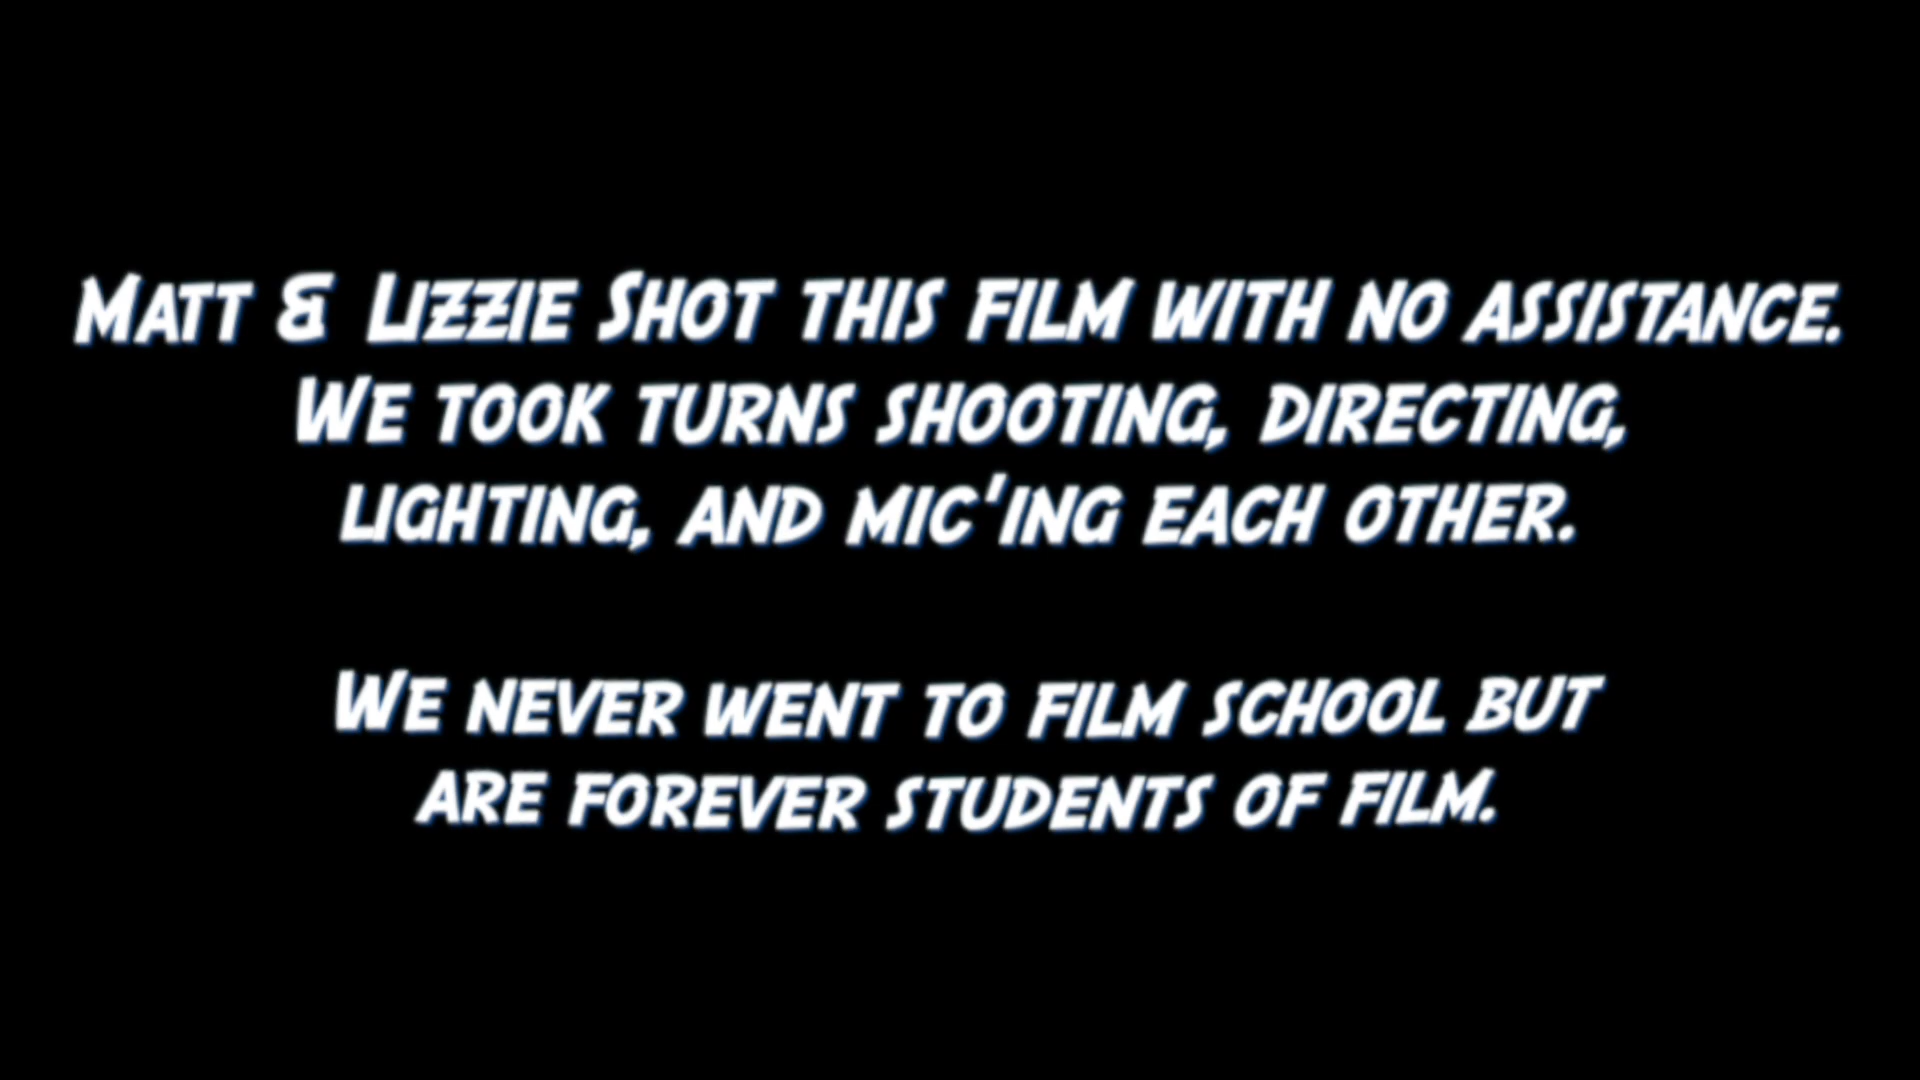 Matt & Lizzie Shot this film with no assistance.
We took turns shooting, directing,
lighting, and mic'ing each other.
We never went to film school but
are forever students of film.